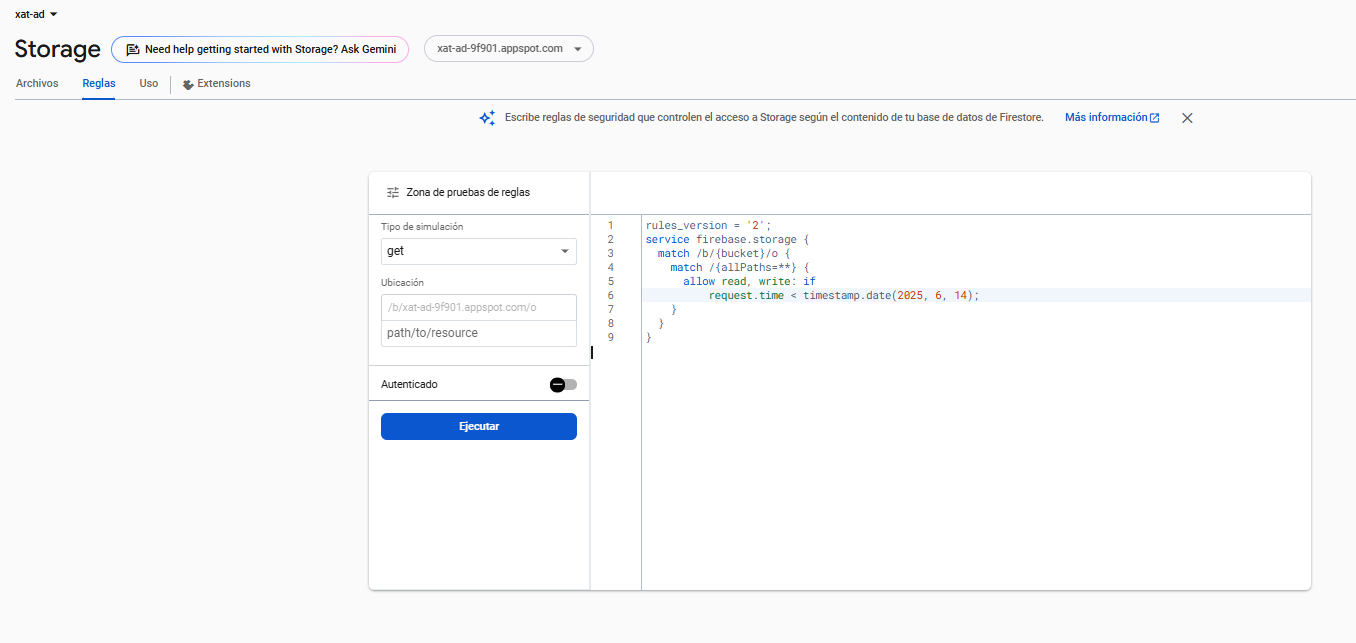 xat-ad
Storage
Need help getting started with Storage? Ask Gemini
xat-ad-9f901.appspot.com
Archivos
Reglas
Uso
Extensions
Escribe reglas de seguridad que controlen el acceso a Storage según el contenido de tu base de datos de Firestore.
Más información
Zona de pruebas de reglas
Tipo de simulación
get
Ubicación
/b/xat-ad-9f901.appspot.com/o
path/to/resource
Autenticado
Ejecutar
1 rules_version = '2';
2 service firebase.storage {
3   match /b/{bucket}/o {
4     match /{allPaths=**} {
5       allow read, write: if
6           request.time < timestamp.date(2025, 6, 14);
7     }
8   }
9 }